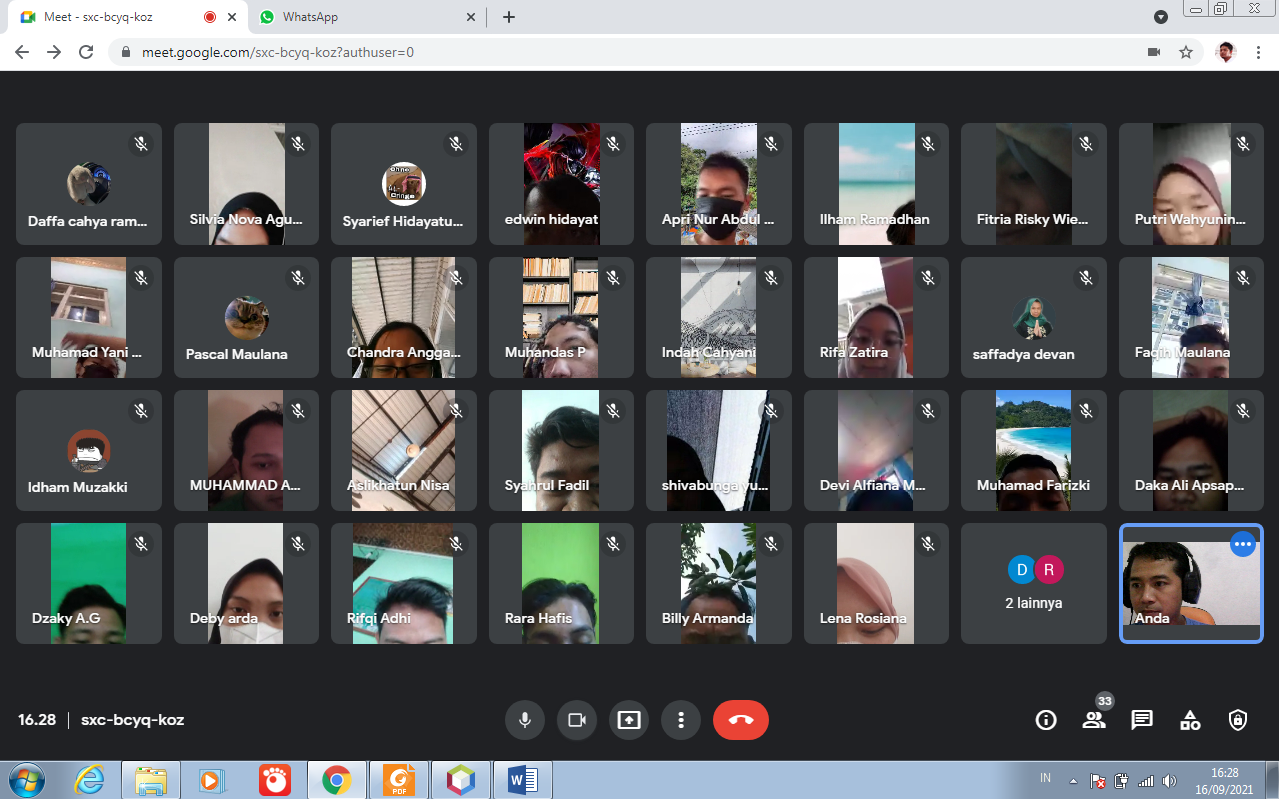 Meet - sxc-bcyq-koz
WhatsApp
meet.google.com/sxc-bcyq-koz?authuser=0
Daffa cahya ram...
Silvia Nova Agu...
Syarief Hidayatu...
edwin hidayat
Apri Nur Abdul ...
Ilham Ramadhan
Fitria Risky Wie...
Putri Wahyunin...
Muhamad Yani ...
Pascal Maulana
Chandra Angga...
Muhandas P
Indah Cahyani
Rifa Zatira
saffadya devan
Faqih Maulana
Idham Muzakki
MUHAMMAD A...
Aslikhatun Nisa
Syahrul Fadil
shivabunga yu...
Devi Alfiana M...
Muhamad Farizki
Daka Ali Apsap...
Dzaky A.G
Deby arda
Rifqi Adhi
Rara Hafis
Billy Armanda
Lena Rosiana
D R
2 lainnya
Anda
16.28 | sxc-bcyq-koz
33
PDF
W
IN
16:28
16/09/2021